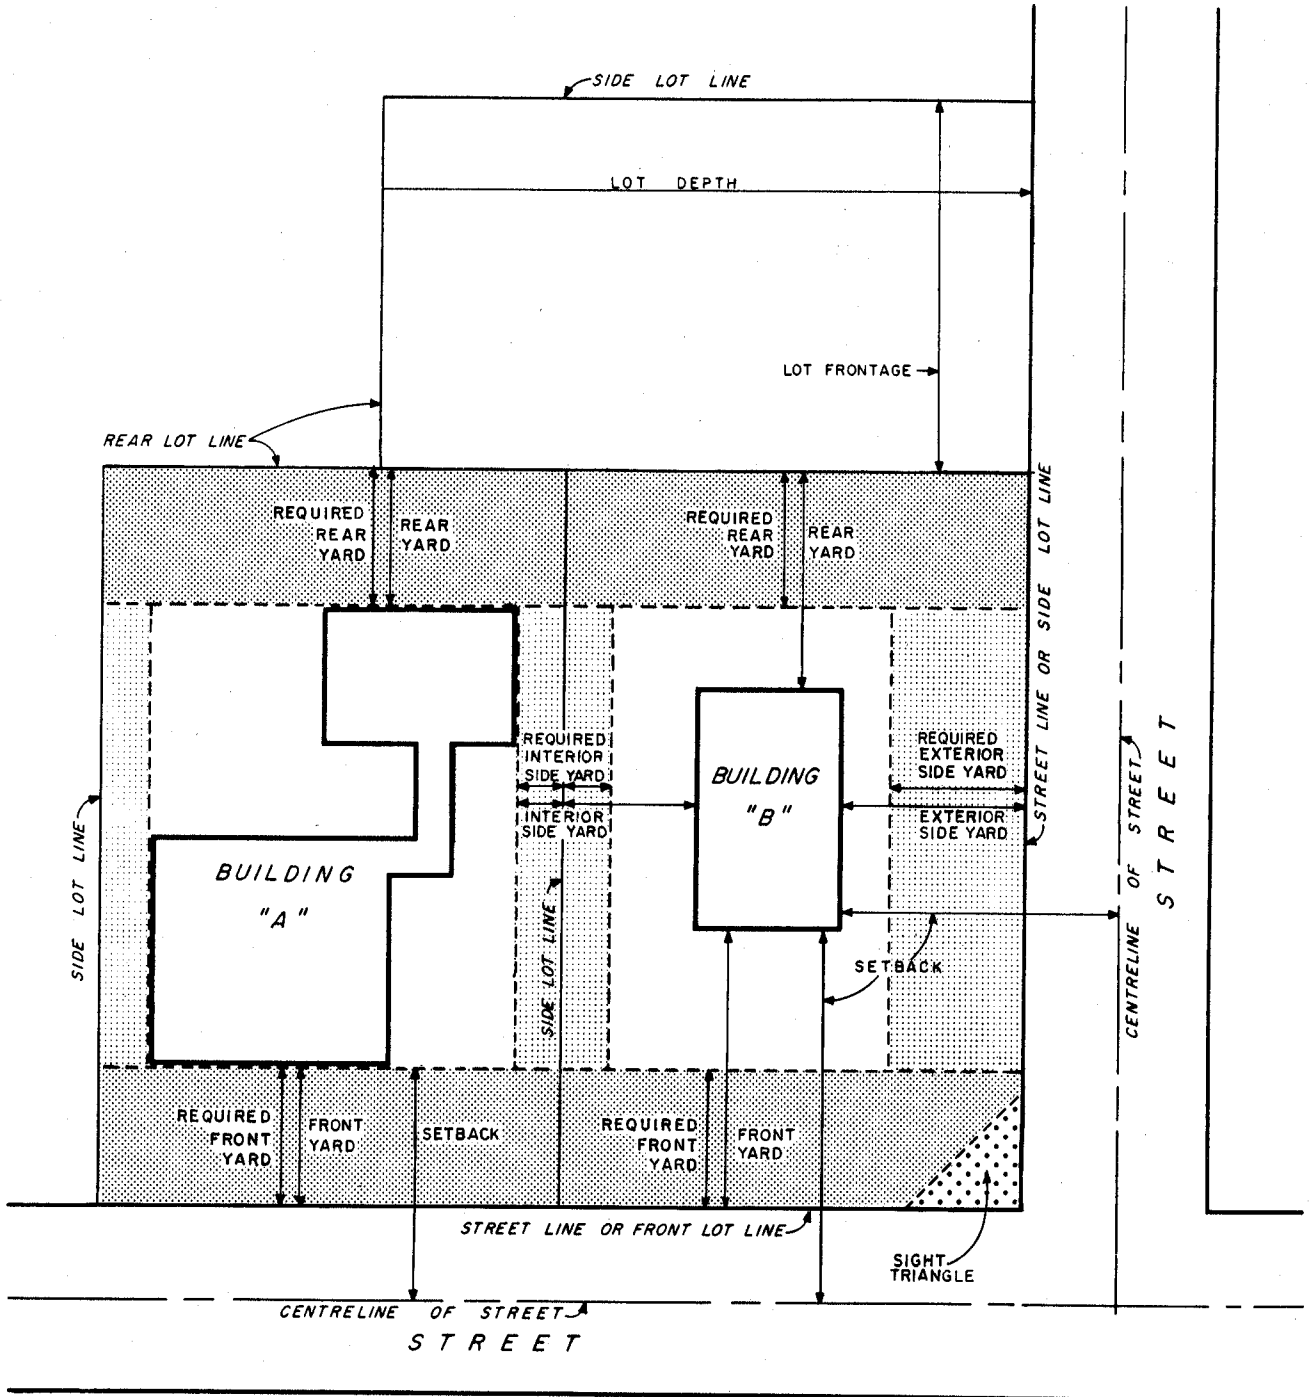 SIDE LOT LINE
LOT DEPTH
LOT FRONTAGE
REAR LOT LINE
REQUIRED
REAR
YARD
REAR
YARD
REQUIRED
REAR
YARD
REAR
YARD
STREET LINE OR SIDE LOT LINE
REQUIRED
INTERIOR
SIDE YARD
INTERIOR
SIDE YARD
BUILDING
"B"
REQUIRED
EXTERIOR
SIDE YARD
EXTERIOR
SIDE YARD
CENTRELINE OF STREET
STREET
SIDE LOT LINE
BUILDING
"A"
SIDE LOT LINE
SETBACK
REQUIRED
FRONT
YARD
FRONT
YARD
SETBACK
REQUIRED
FRONT
YARD
FRONT
YARD
STREET LINE OR FRONT LOT LINE
SIGHT
TRIANGLE
CENTRELINE OF STREET
STREET